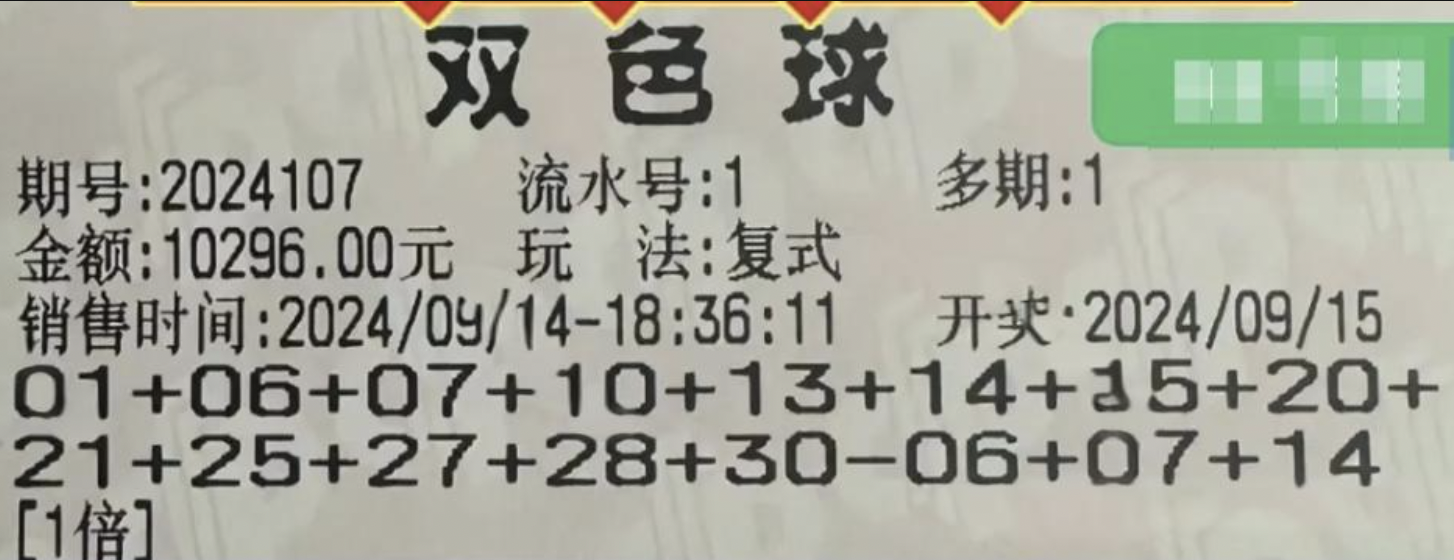 双色球
期号:2024107 流水号:1 多期:1
金额:10296.00元 玩 法:复式
销售时间:2024/09/14-18:36:11 开奖:2024/09/15
01+06+07+10+13+14+15+20+
21+25+27+28+30-06+07+14
[1倍]